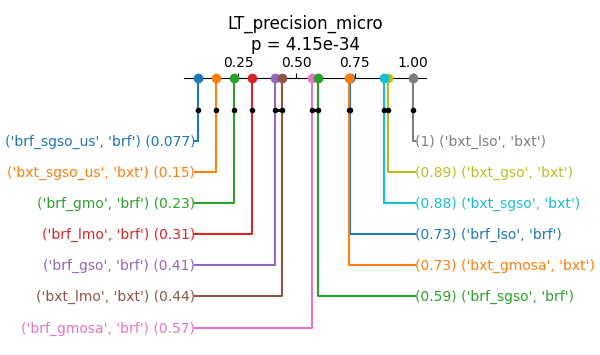 LT_precision_micro
p = 4.15e-34
0.25 0.50 0.75 1.00
('brf_sgso_us', 'brf') (0.077)
(1) ('bxt_lso', 'bxt')
('bxt_sgso_us', 'bxt') (0.15)
(0.89) ('bxt_gso', 'bxt')
('brf_gmo', 'brf') (0.23)
(0.88) ('bxt_sgso', 'bxt')
('brf_lmo', 'brf') (0.31)
(0.73) ('brf_lso', 'brf')
('brf_gso', 'brf') (0.41)
(0.73) ('bxt_gmosa', 'bxt')
('bxt_lmo', 'bxt') (0.44)
(0.59) ('brf_sgso', 'brf')
('brf_gmosa', 'brf') (0.57)